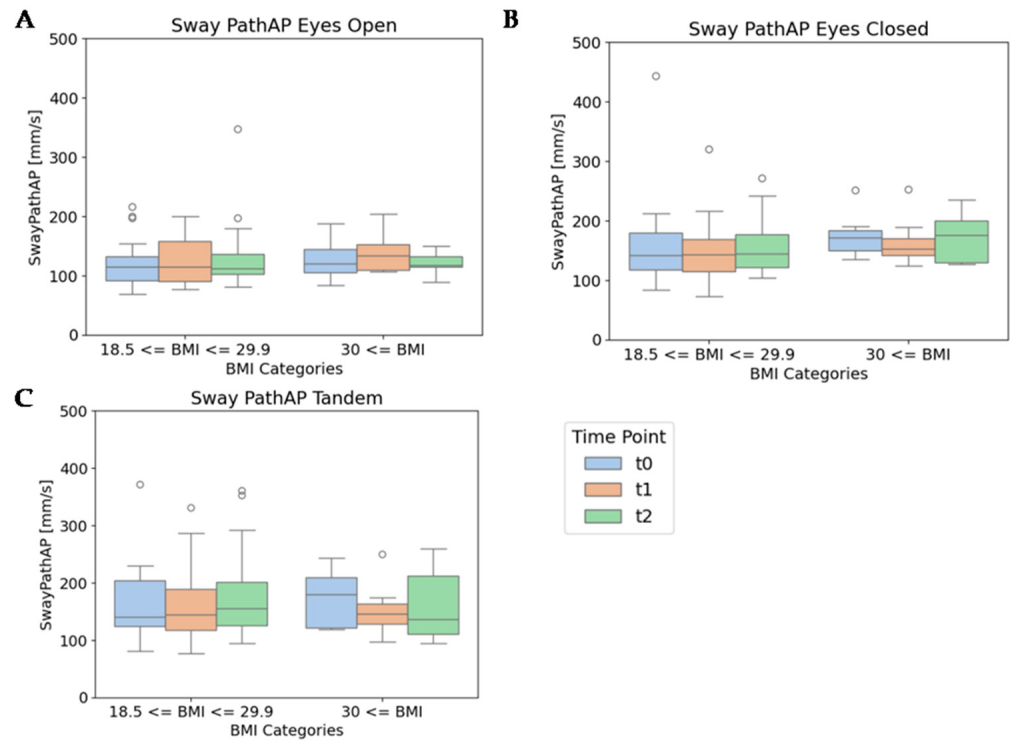 A
Sway PathAP Eyes Open
SwayPathAP [mm/s]
500
400
300
200
100
0
18.5 <= BMI <= 29.9
30 <= BMI
BMI Categories
B
Sway PathAP Eyes Closed
SwayPathAP [mm/s]
500
400
300
200
100
0
18.5 <= BMI <= 29.9
30 <= BMI
BMI Categories
C
Sway PathAP Tandem
SwayPathAP [mm/s]
500
400
300
200
100
0
18.5 <= BMI <= 29.9
30 <= BMI
BMI Categories
Time Point
t0
t1
t2